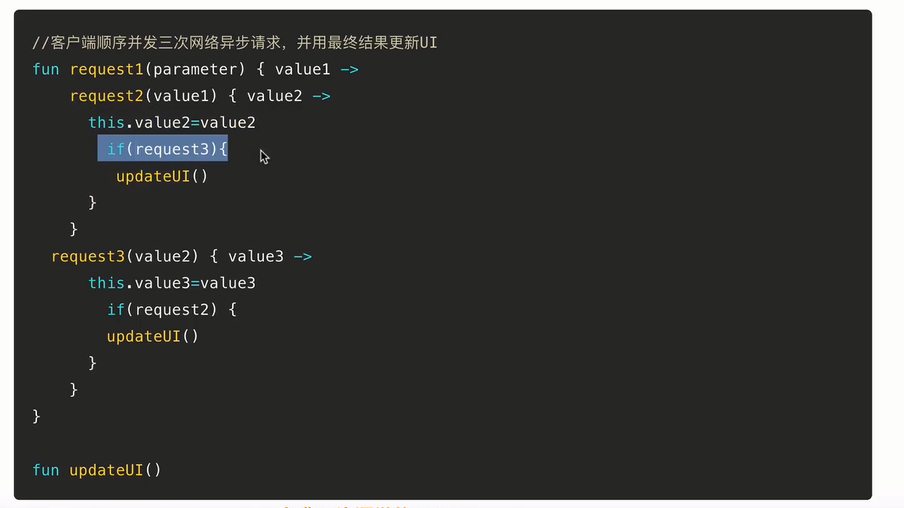 //客户端顺序并发三次网络异步请求，并用最终结果更新UI
fun request1(parameter) { value1 ->
request2(value1) { value2 ->
this.value2=value2
if(request3){
updateUI()
}
}
request3(value2) { value3 ->
this.value3=value3
if(request2) {
updateUI()
}
}
}
fun updateUI()